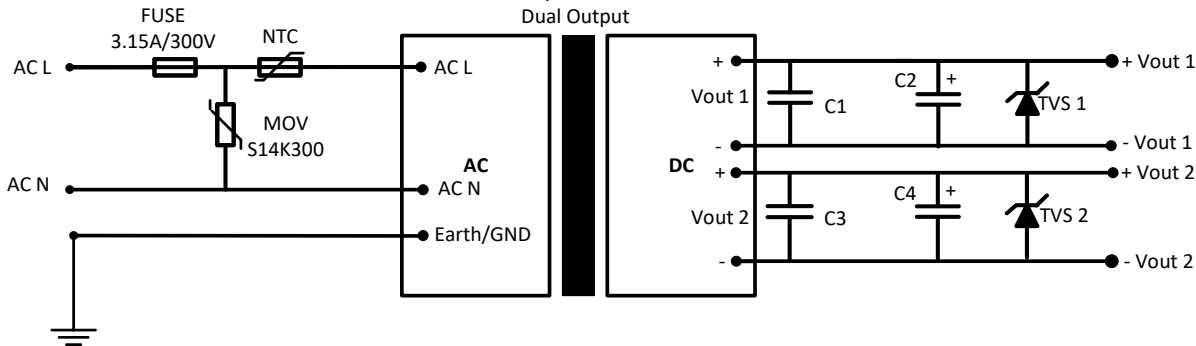 Dual Output
FUSE
3.15A/300V
NTC
AC L
AC L
MOV
S14K300
AC N
AC
AC N
Earth/GND
DC
+
Vout 1
-
+
Vout 2
-
C1
C2
+
TVS 1
C3
C4
+
TVS 2
+ Vout 1
- Vout 1
+ Vout 2
- Vout 2